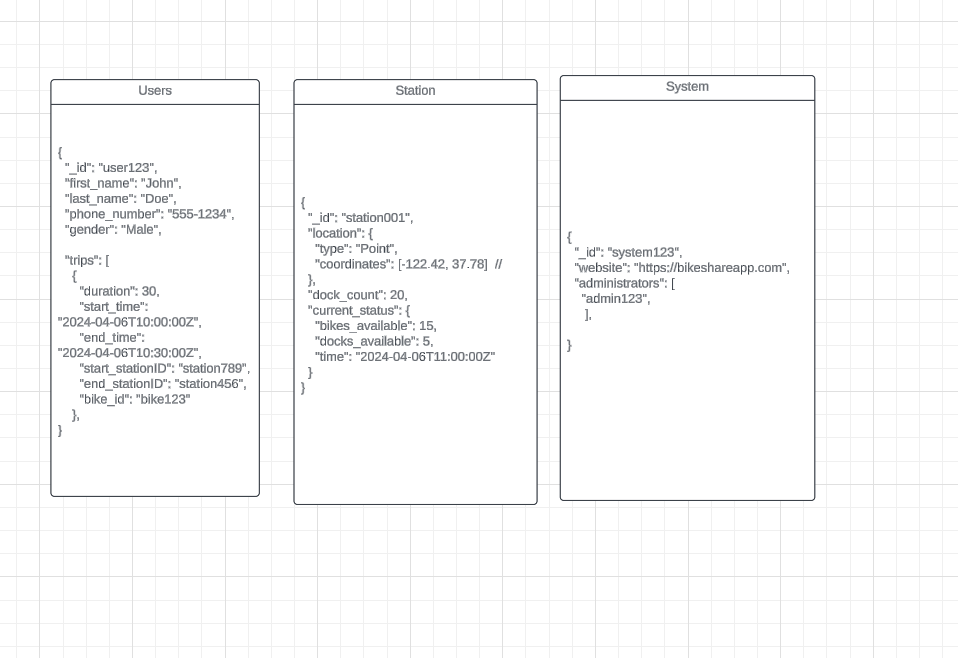 Users
{
"_id": "user123",
"first_name": "John",
"last_name": "Doe",
"phone_number": "555-1234",
"gender": "Male",
"trips": [
{
"duration": 30,
"start_time":
"2024-04-06T10:00:00Z",
"end_time":
"2024-04-06T10:30:00Z",
"start_stationID": "station789",
"end_stationID": "station456",
"bike_id": "bike123"
},
}
Station
{
"_id": "station001",
"location": {
"type": "Point",
"coordinates": [-122.42, 37.78]  //
},
"dock_count": 20,
"current_status": {
"bikes_available": 15,
"docks_available": 5,
"time": "2024-04-06T11:00:00Z"
}
}
System
{
"_id": "system123",
"website": "https://bikeshareapp.com",
"administrators": [
"admin123",
],
}